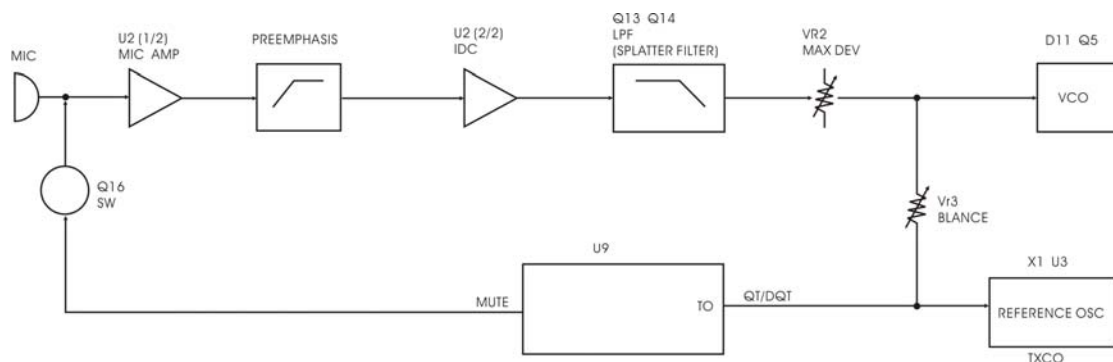 MIC
U2 (1/2)
MIC AMP
PREEMPHASIS
U2 (2/2)
IDC
Q13 Q14
LPF
(SPLATTER FILTER)
VR2
MAX DEV
D11 Q5
VCO
Q16
SW
Vr3
BLANCE
U9
X1 U3
MUTE
TO
QT/DQT
REFERENCE OSC
TXCO